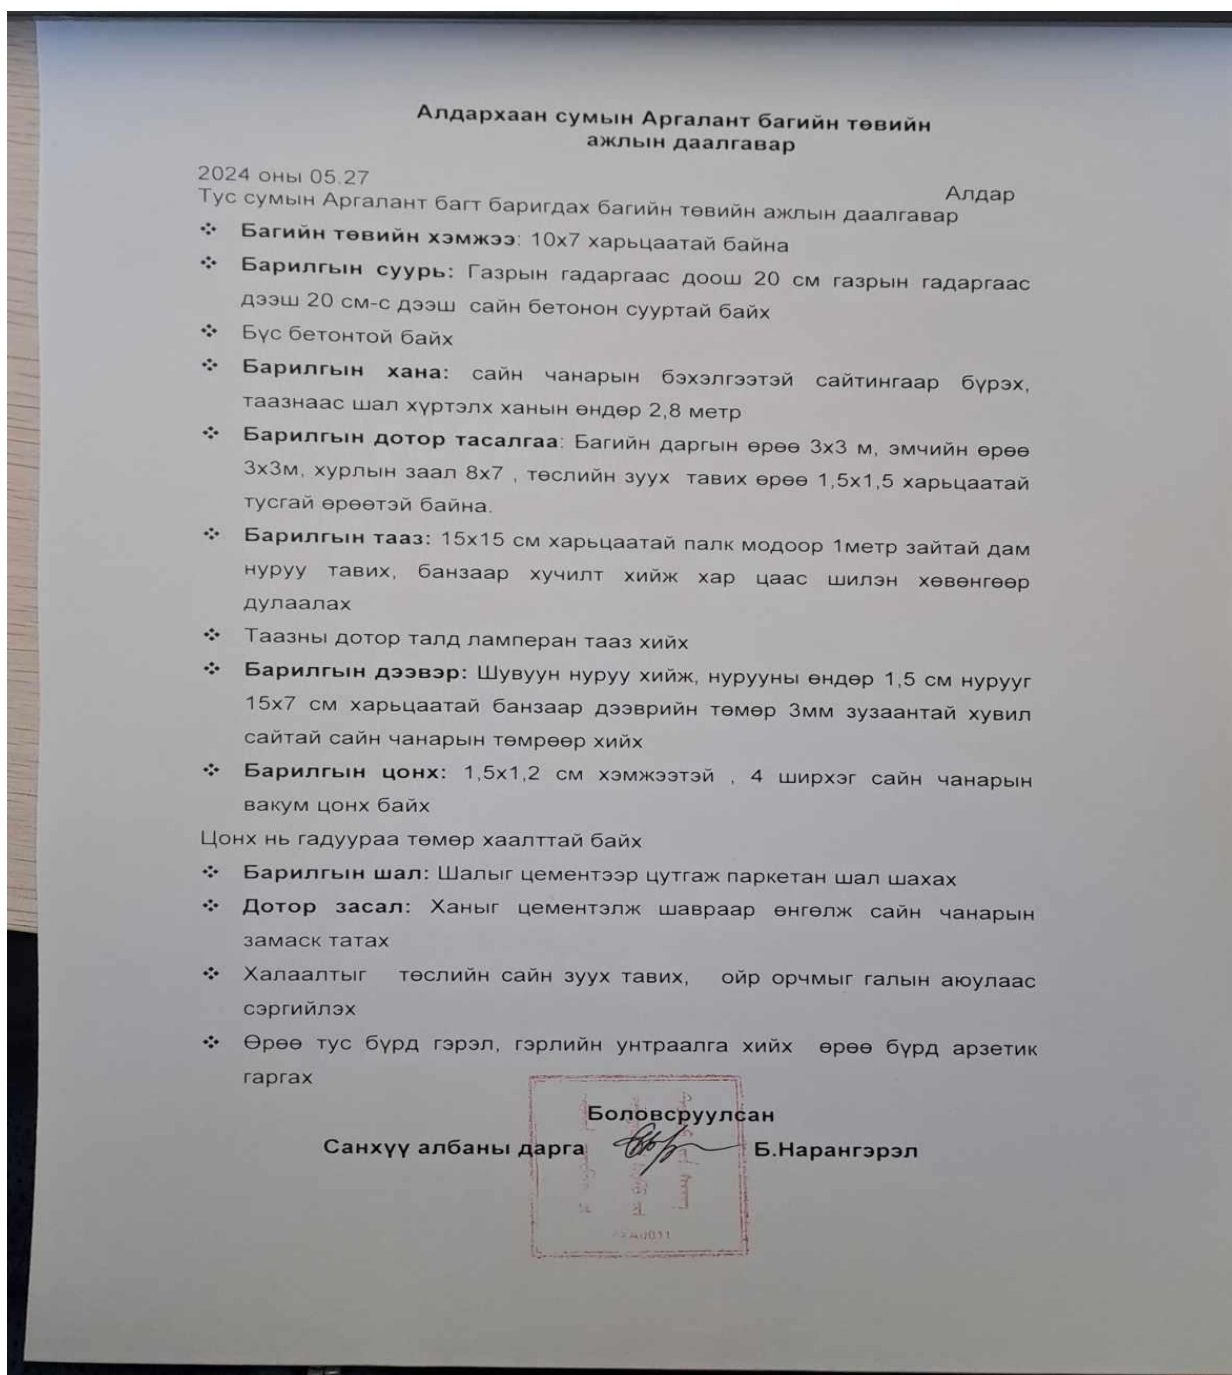 Алдархаан сумын Аргалант багийн төвийн
ажлын даалгавар
2024 оны 05.27
Алдар
Тус сумын Аргалант багт баригдах багийн төвийн ажлын даалгавар
❖ Багийн төвийн хэмжээ: 10х7 харьцаатай байна
❖ Барилгын суурь: Газрын гадаргаас доош 20 см газрын гадаргаас
дээш 20 см-с дээш сайн бетонон сууртай байх
❖ Бүс бетонтой байх
❖ Барилгын хана: сайн чанарын бэхэлгээтэй сайтингаар бүрэх,
таазнаас шал хүртэлх ханын өндөр 2,8 метр
❖ Барилгын дотор тасалгаа: Багийн даргын өрөө 3х3 м, эмчийн өрөө
3х3м, хурлын заал 8х7 , төслийн зуух тавих өрөө 1,5х1,5 харьцаатай
тусгай өрөөтэй байна.
❖ Барилгын тааз: 15х15 см харьцаатай палк модоор 1метр зайтай дам
нуруу тавих, банзаар хучилт хийж хар цаас шилэн хөвөнгөөр
дулаалах
❖ Таазны дотор талд ламперан тааз хийх
❖ Барилгын дээвэр: Шувуун нуруу хийж, нурууны өндөр 1,5 см нурууг
15х7 см харьцаатай банзаар дээврийн төмөр 3мм зузаантай хувил
сайтай сайн чанарын төмрөөр хийх
❖ Барилгын цонх: 1,5х1,2 см хэмжээтэй , 4 ширхэг сайн чанарын
вакум цонх байх
Цонх нь гадуураа төмөр хаалттай байх
❖ Барилгын шал: Шалыг цементээр цутгаж паркетан шал шахах
❖ Дотор засал: Ханыг цементэлж шавраар өнгөлж сайн чанарын
замаск татах
❖ Халаалтыг төслийн сайн зуух тавих, ойр орчмыг галын аюулаас
сэргийлэх
❖ Өрөө тус бүрд гэрэл, гэрлийн унтраалга хийх өрөө бүрд арзетик
гаргах
Боловсруулсан
Санхүү албаны дарга Б.Нарангэрэл